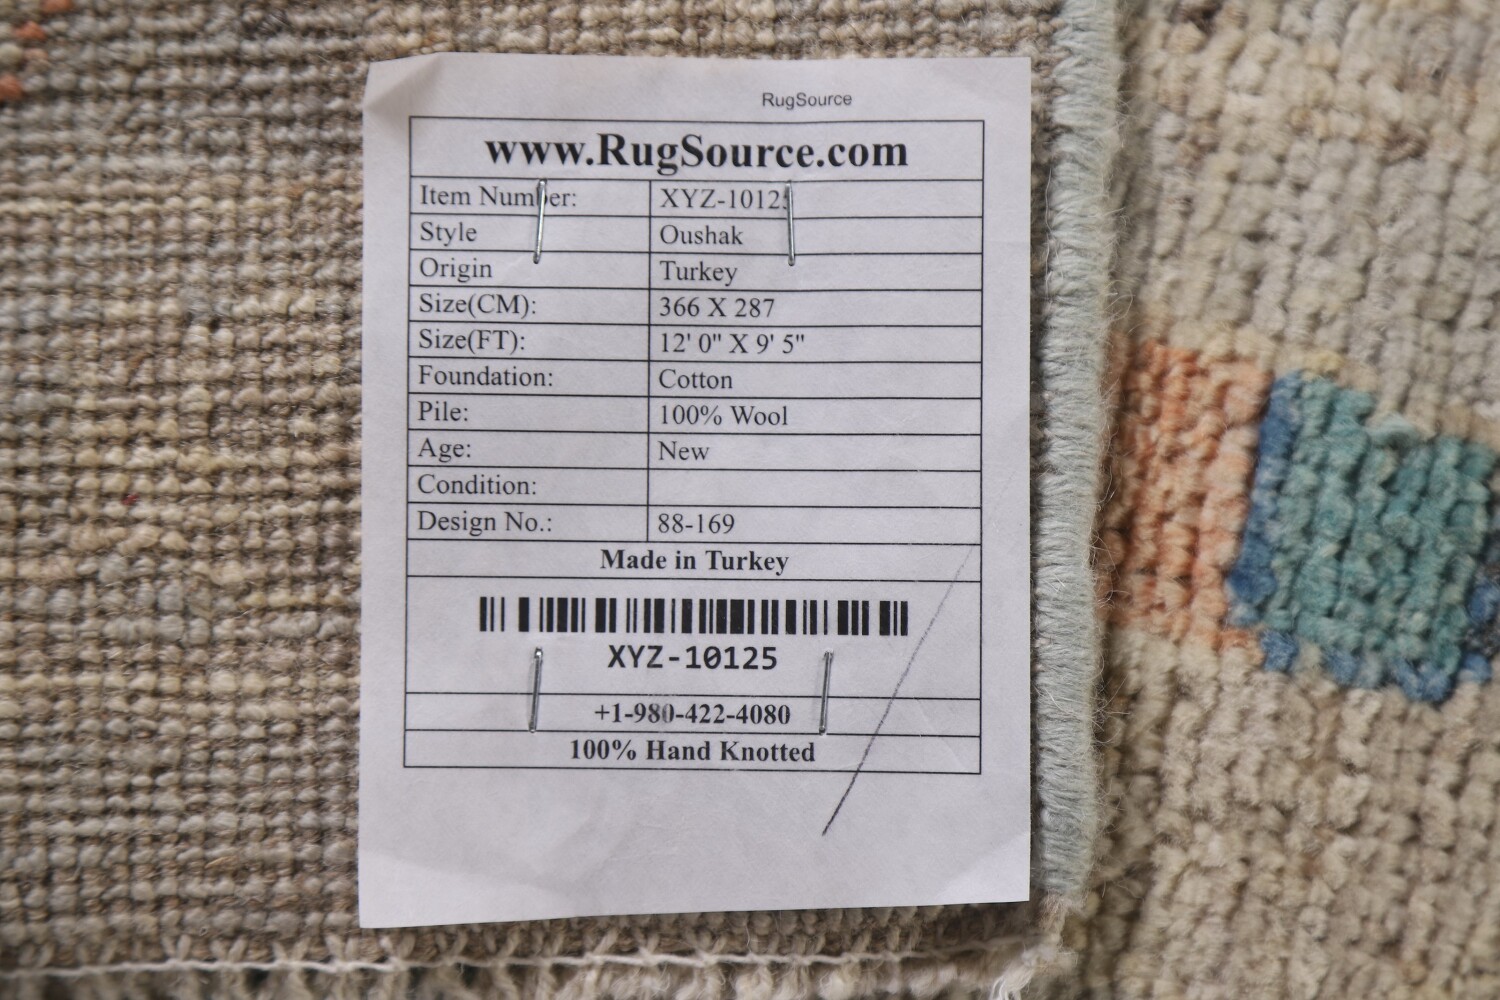 RugSource
www.RugSource.com
Item Number: XYZ-10125
Style Oushak
Origin Turkey
Size(CM): 366 X 287
Size(FT): 12' 0" X 9' 5"
Foundation: Cotton
Pile: 100% Wool
Age: New
Condition:
Design No.: 88-169
Made in Turkey
XYZ-10125
+1-980-422-4080
100% Hand Knotted